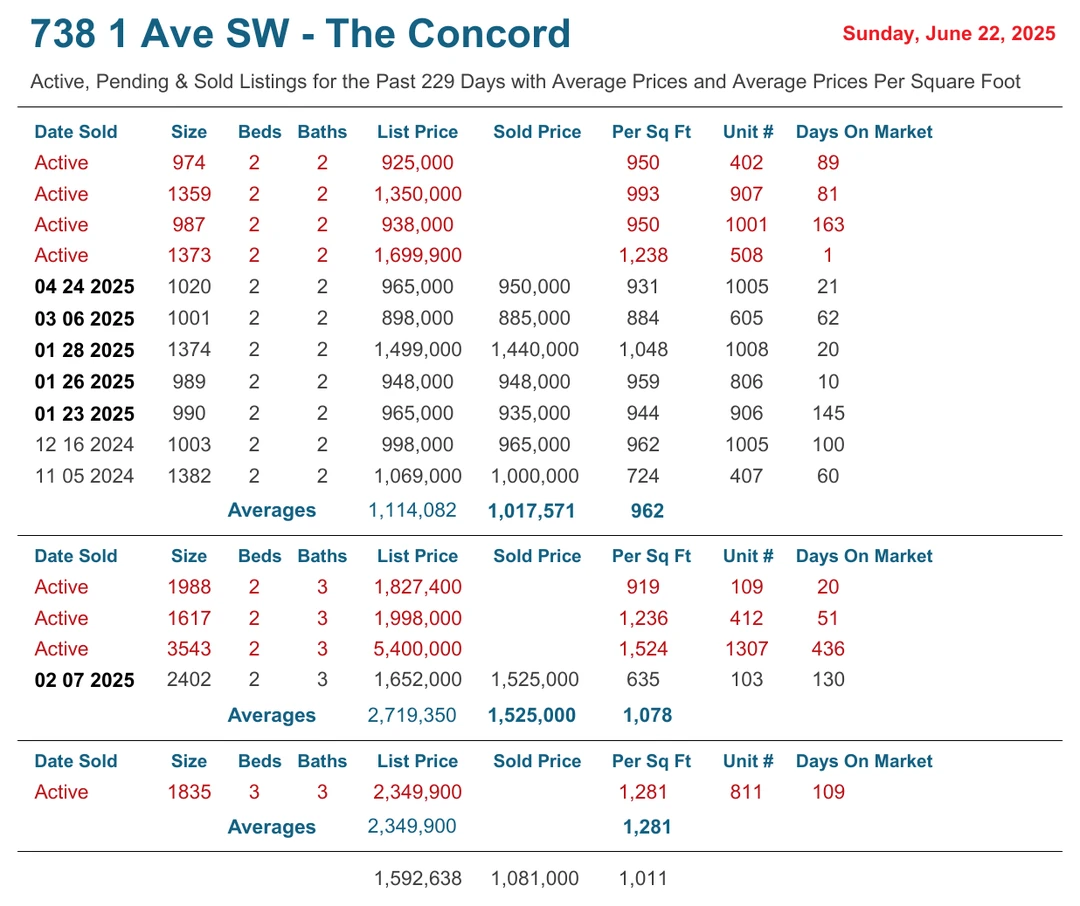 738 1 Ave SW - The Concord
Sunday, June 22, 2025
Active, Pending & Sold Listings for the Past 229 Days with Average Prices and Average Prices Per Square Foot
Date Sold Size Beds Baths List Price Sold Price Per Sq Ft Unit # Days On Market
Active 974 2 2 925,000 950 402 89
Active 1359 2 2 1,350,000 993 907 81
Active 987 2 2 938,000 950 1001 163
Active 1373 2 2 1,699,900 1,238 508 1
04 24 2025 1020 2 2 965,000 950,000 931 1005 21
03 06 2025 1001 2 2 898,000 885,000 884 605 62
01 28 2025 1374 2 2 1,499,000 1,440,000 1,048 1008 20
01 26 2025 989 2 2 948,000 948,000 959 806 10
01 23 2025 990 2 2 965,000 935,000 944 906 145
12 16 2024 1003 2 2 998,000 965,000 962 1005 100
11 05 2024 1382 2 2 1,069,000 1,000,000 724 407 60
Averages 1,114,082 1,017,571 962
Date Sold Size Beds Baths List Price Sold Price Per Sq Ft Unit # Days On Market
Active 1988 2 3 1,827,400 919 109 20
Active 1617 2 3 1,998,000 1,236 412 51
Active 3543 2 3 5,400,000 1,524 1307 436
02 07 2025 2402 2 3 1,652,000 1,525,000 635 103 130
Averages 2,719,350 1,525,000 1,078
Date Sold Size Beds Baths List Price Sold Price Per Sq Ft Unit # Days On Market
Active 1835 3 3 2,349,900 1,281 811 109
Averages 2,349,900 1,281
1,592,638 1,081,000 1,011